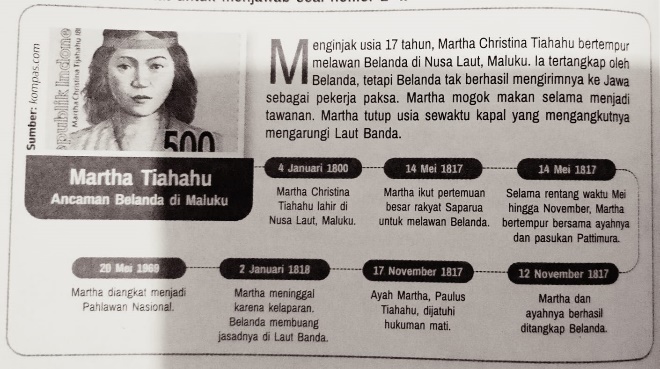 Sumber: kompas.com
Martha Christina Tijahahu
500
Martha Tiahahu
Ancaman Belanda di Maluku
Menginjak usia 17 tahun, Martha Christina Tiahahu bertempur
melawan Belanda di Nusa Laut, Maluku. Ia tertangkap oleh
Belanda, tetapi Belanda tak berhasil mengirimnya ke Jawa
sebagai pekerja paksa. Martha mogok makan selama menjadi
tawanan. Martha tutup usia sewaktu kapal yang mengangkutnya
mengarungi Laut Banda.
4 Januari 1800
Martha Christina
Tiahahu lahir di
Nusa Laut, Maluku.
14 Mei 1817
Martha ikut pertemuan
besar rakyat Saparua
untuk melawan Belanda.
14 Mei 1817
Selama rentang waktu Mei
hingga November, Martha
bertempur bersama ayahnya
dan pasukan Pattimura.
12 November 1817
Martha dan
ayahnya berhasil
ditangkap Belanda.
17 November 1817
Ayah Martha, Paulus
Tiahahu, dijatuhi
hukuman mati.
2 Januari 1818
Martha meninggal
karena kelaparan.
Belanda membuang
jasadnya di Laut Banda.
20 Mei 1969
Martha diangkat menjadi
Pahlawan Nasional.